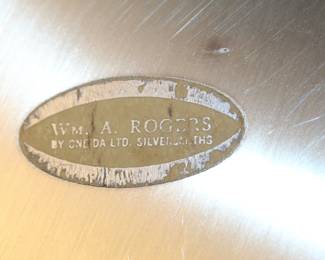 WM. A. ROGERS
BY ONEIDA LTD. SILVERSMITHS